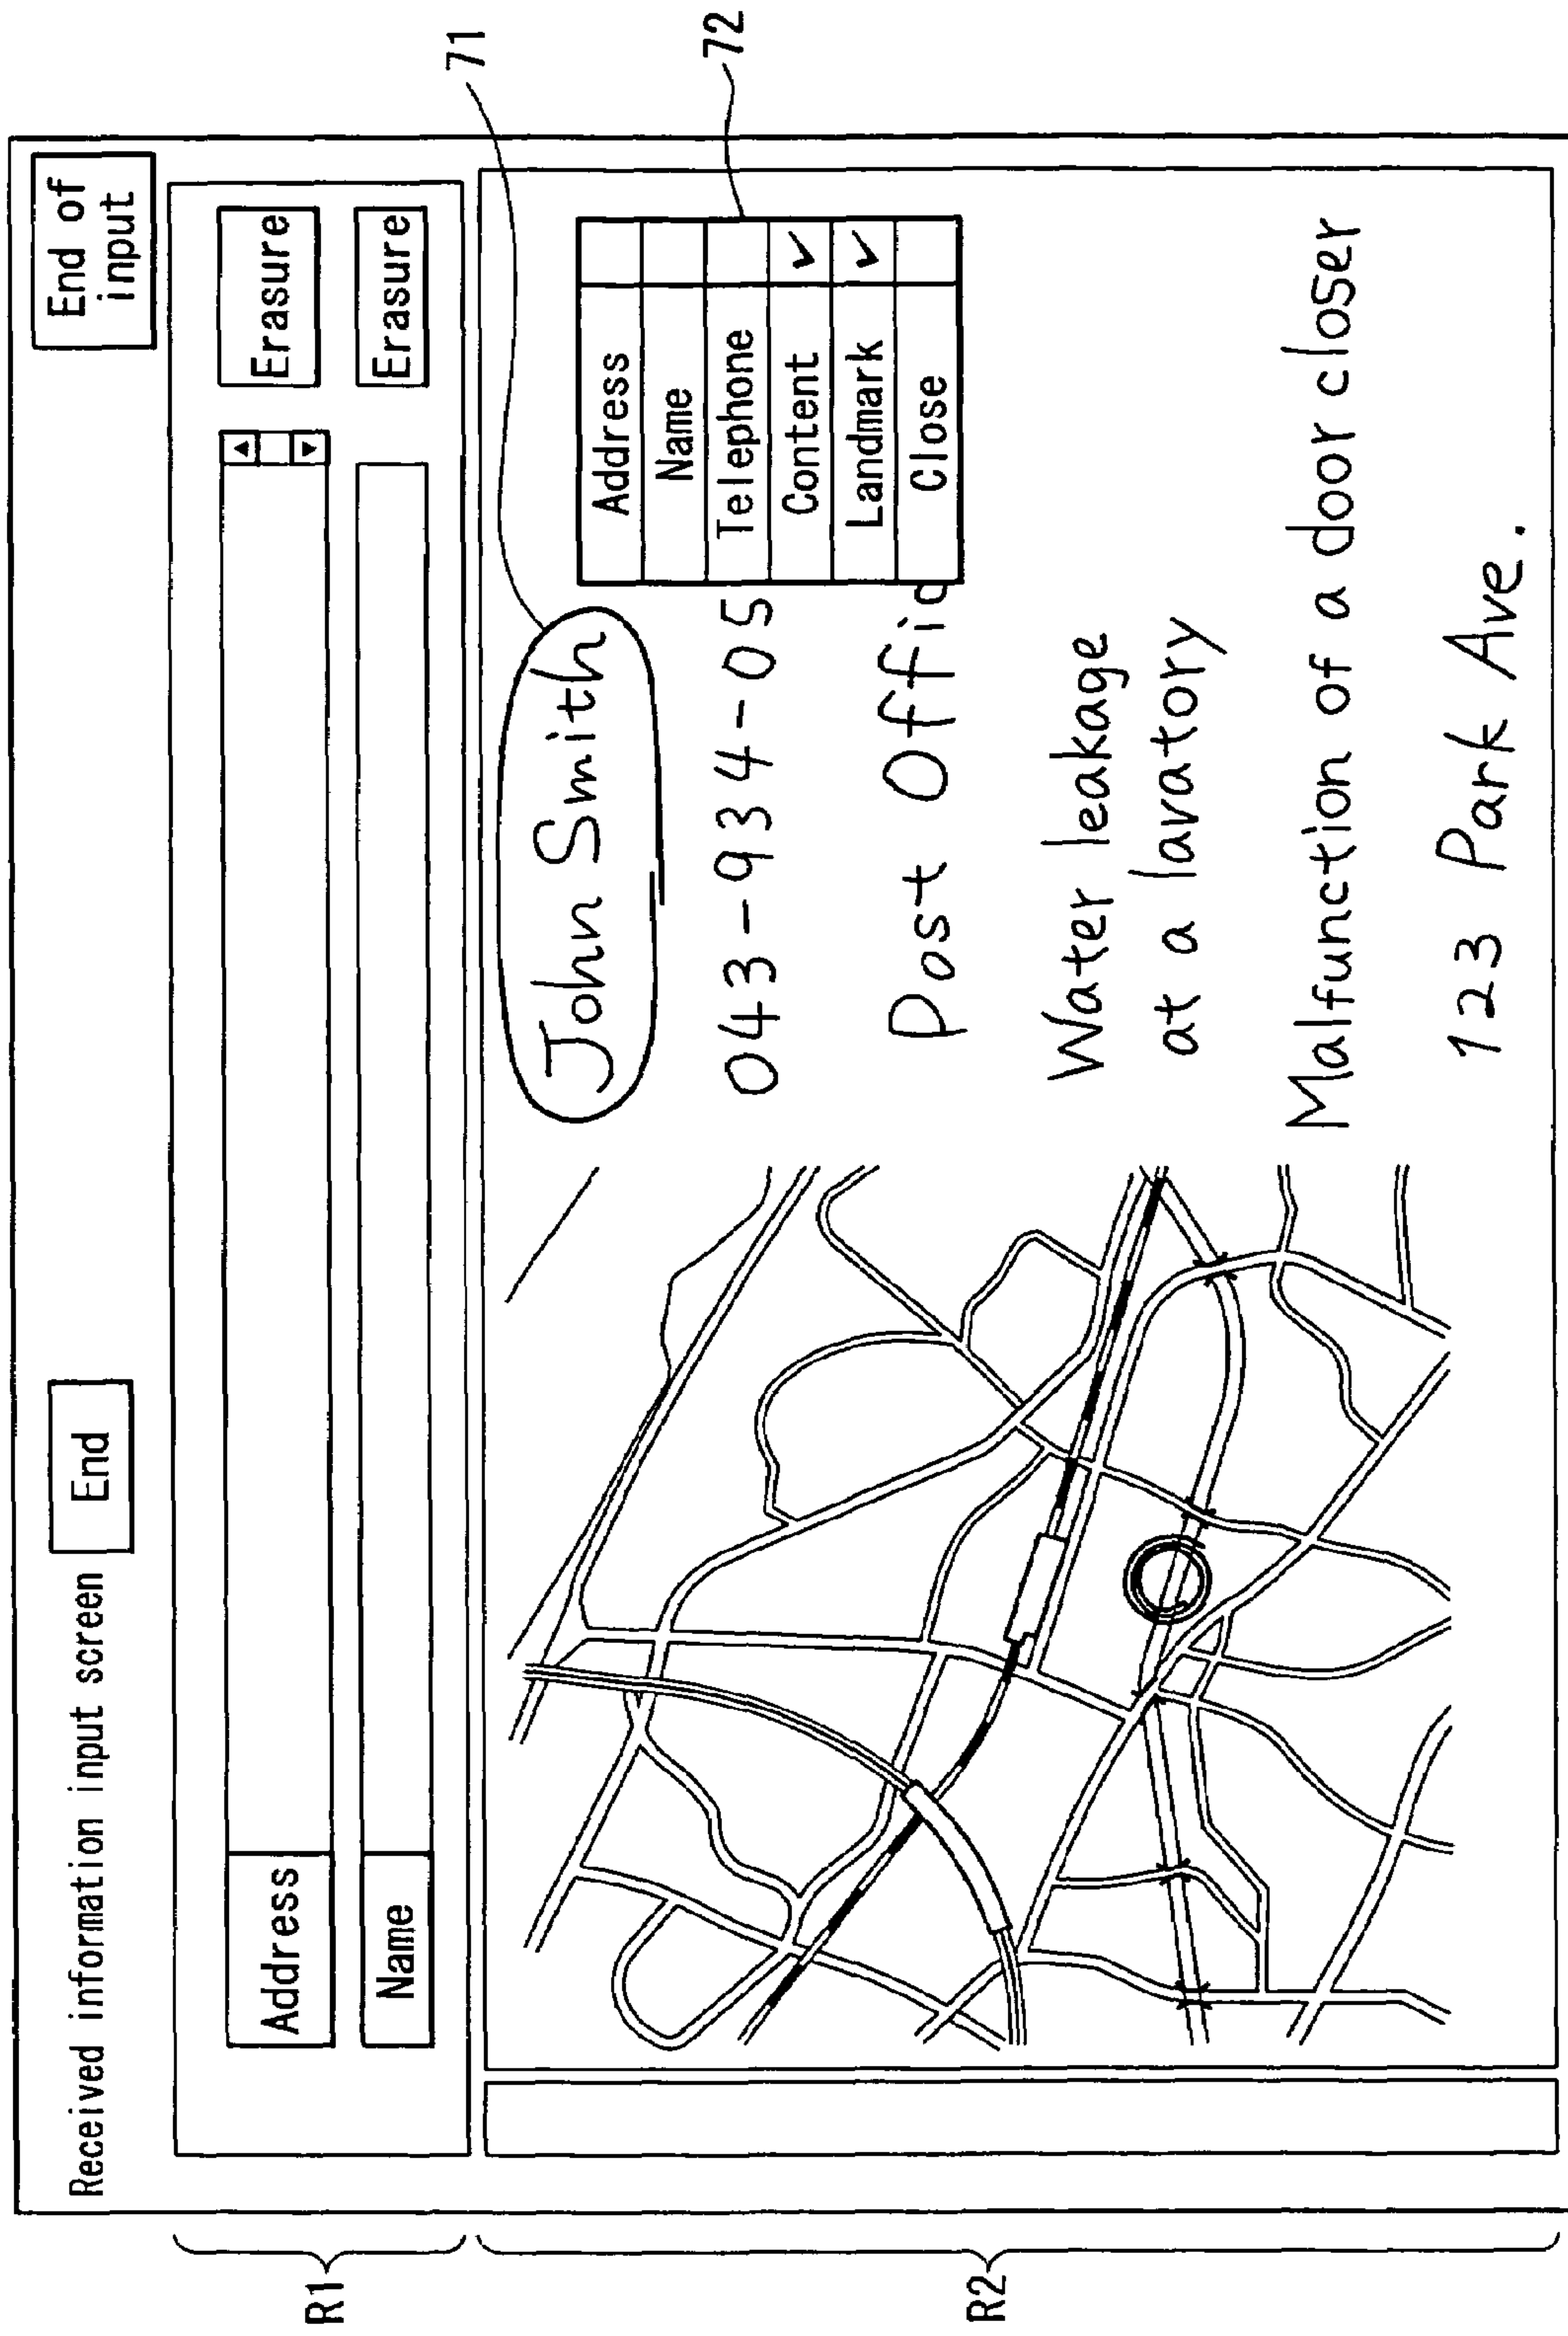 Received information input screen
End
End of
input
Address
▲
▼
Erasure
Name
Erasure
R1
R2
John Smith
71
72
043-934-05
Post Offic
Water leakage
at a lavatory
Malfunction of a door closer
123 Park Ave.
Address
Name
Telephone
Content ✓
Landmark ✓
Close